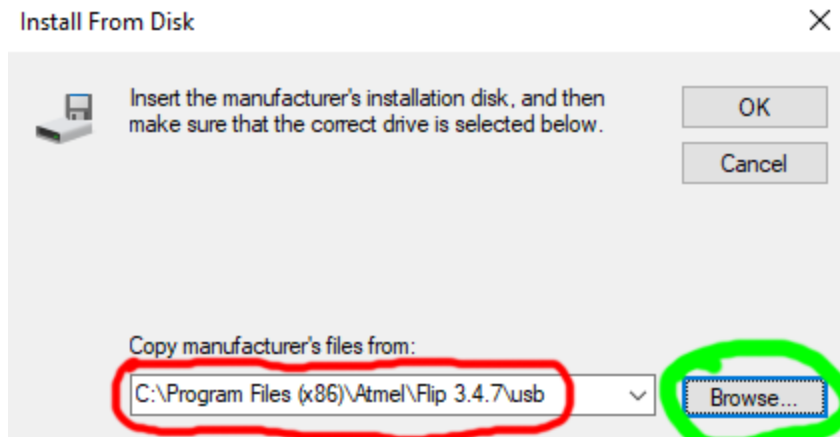 Install From Disk
Insert the manufacturer's installation disk, and then
make sure that the correct drive is selected below.
OK
Cancel
Copy manufacturer's files from:
C:\Program Files (x86)\Atmel\Flip 3.4.7\usb
Browse...